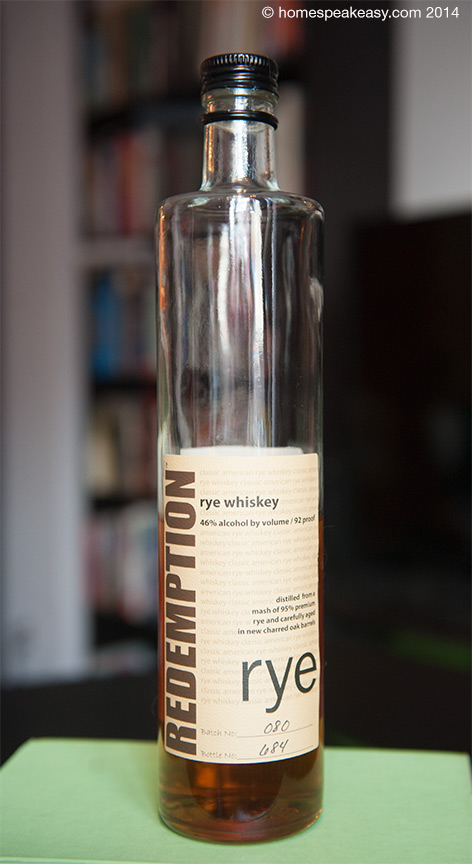 © homespeakeasy.com 2014
REDEMPTION
rye whiskey
46% alcohol by volume / 92 proof
distilled from a
mash of 95% premium
rye and carefully aged
in new charred oak barrels
rye
Batch No: 080
Bottle No: 684